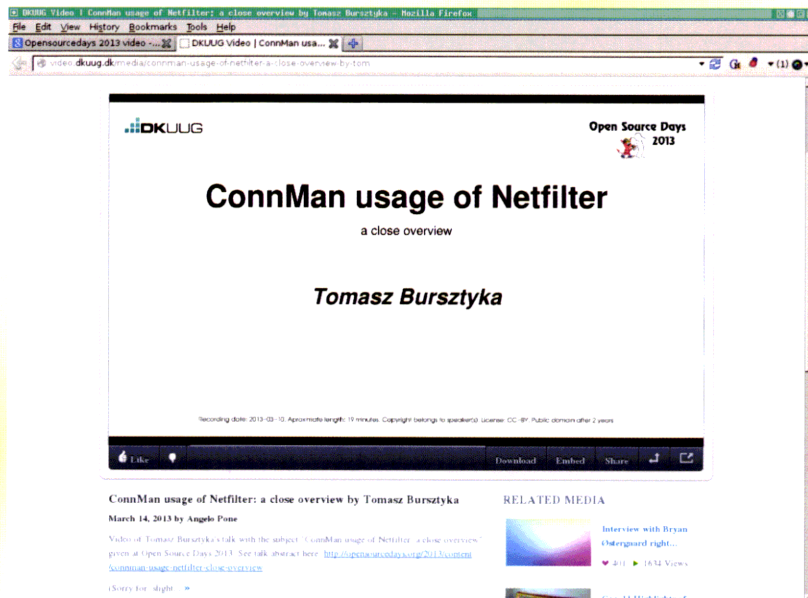 DKUUG Video | ConnMan usage of Netfilter: a close overview by Tomasz Bursztyka - Mozilla Firefox
File Edit View History Bookmarks Tools Help
Opensourcedays 2013 video -... DKUUG Video | ConnMan usa...
video.dkuug.dk/media/connman-usage-of-netfilter-a-close-overview-by-tom (1)
DKUUG
Open Source Days
2013
ConnMan usage of Netfilter
a close overview
Tomasz Bursztyka
Recording date: 2013-03-10. Aproximate length: 19 minutes. Copyright belongs to speaker(s). License: CC-BY. Public domain after 2 years
Like Download Embed Share
ConnMan usage of Netfilter: a close overview by Tomasz Bursztyka
March 14, 2013 by Angelo Pone
Video of Tomasz Bursztyka's talk with the subject "ConnMan usage of Netfilter: a close overview"
given at Open Source Days 2013. See talk abstract here: http://opensourcedays.org/2013/content
/connman-usage-netfilter-close-overview
(Sorry for slight »
RELATED MEDIA
Interview with Bryan
Østergaard right...
401 1634 Views